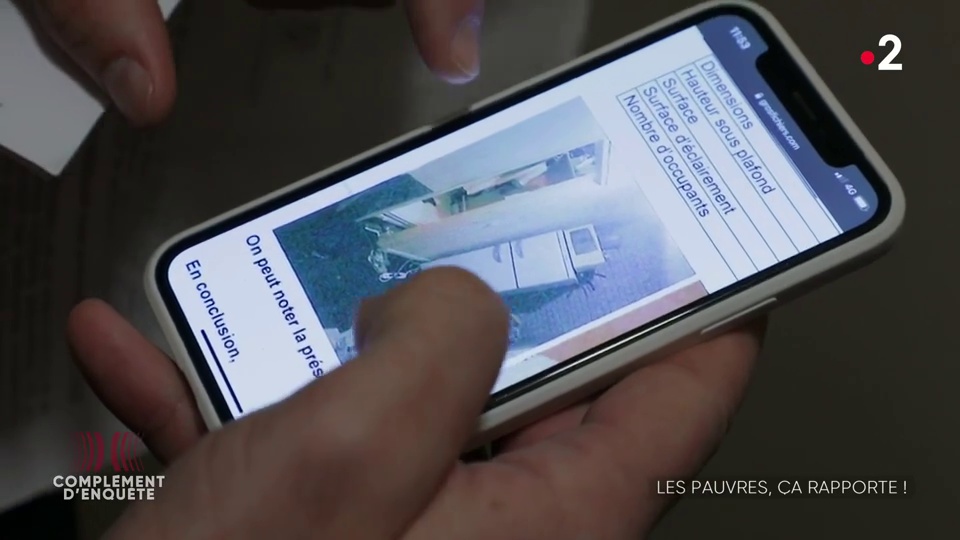 2
11:53
4G
Dimensions
Hauteur sous plafond
Surface
Surface d'éclairement
Nombre d'occupants
On peut noter la prés
En conclusion,
COMPLÉMENT
D'ENQUÊTE
LES PAUVRES, ÇA RAPPORTE !